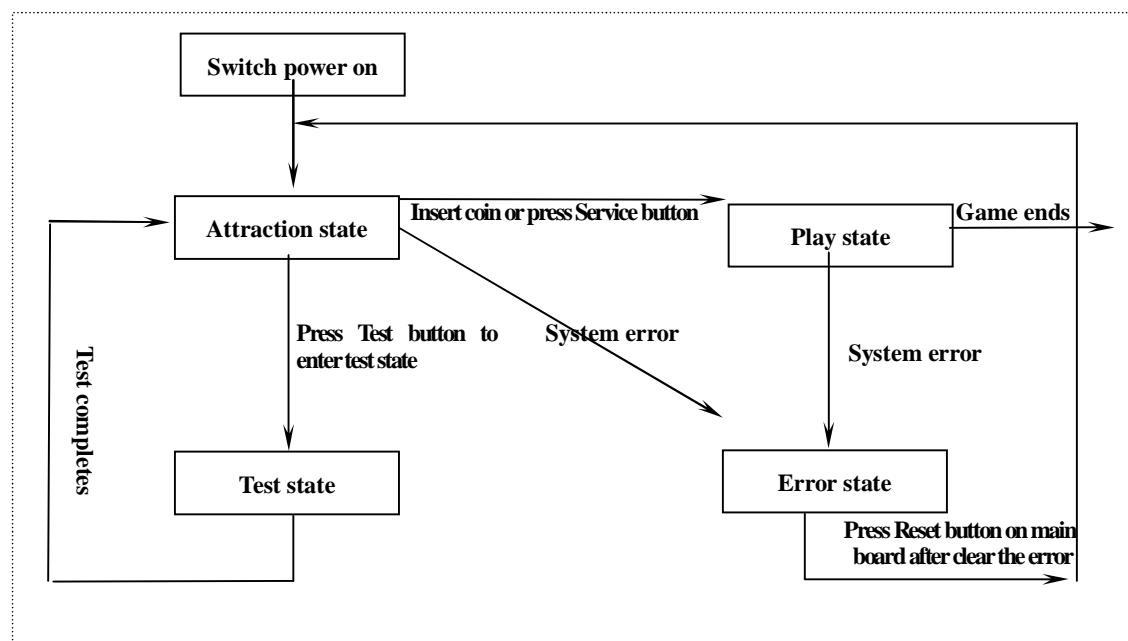 Switch power on
Attraction state
Insert coin or press Service button
Play state
Game ends
Press Test button to
enter test state
System error
System error
Test completes
Test state
Error state
Press Reset button on main
board after clear the error